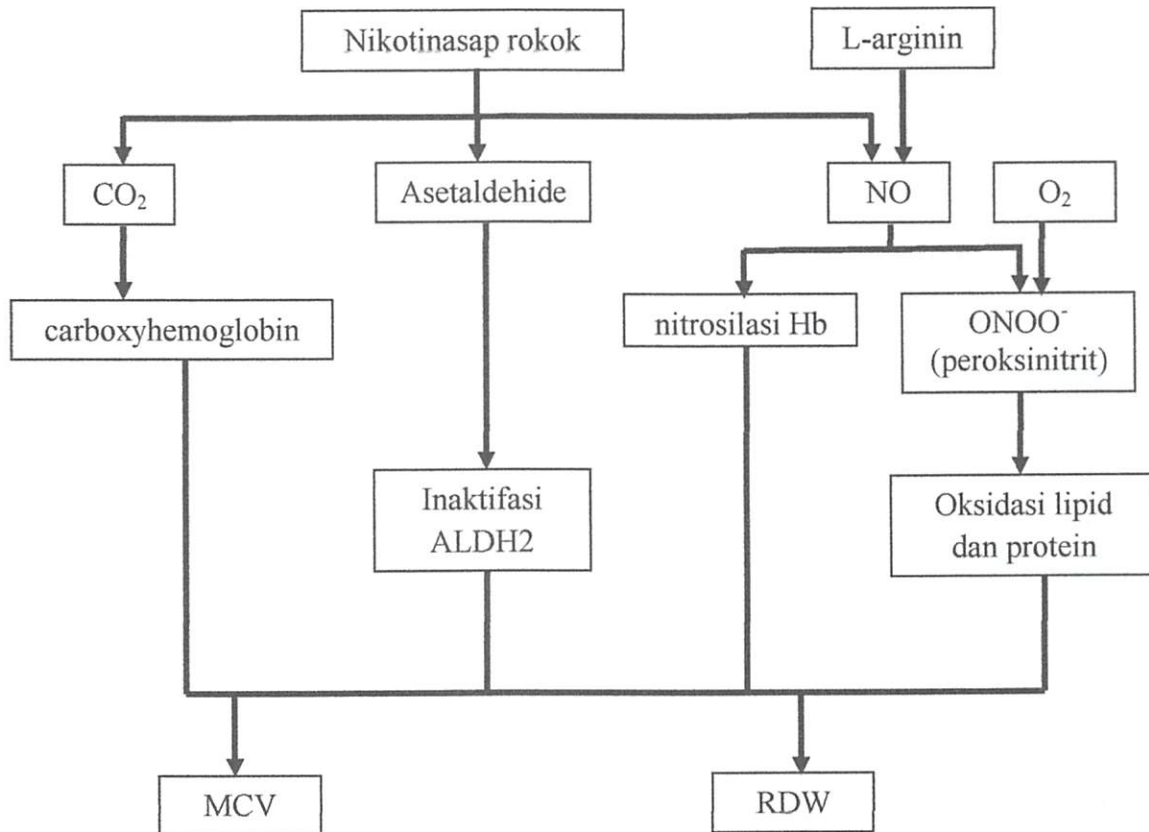 Nikotinasap rokok
L-arginin
CO₂
Asetaldehide
NO
O₂
carboxyhemoglobin
nitrosilasi Hb
ONOO⁻
(peroksinitrit)
Inaktifasi
ALDH2
Oksidasi lipid
dan protein
MCV
RDW